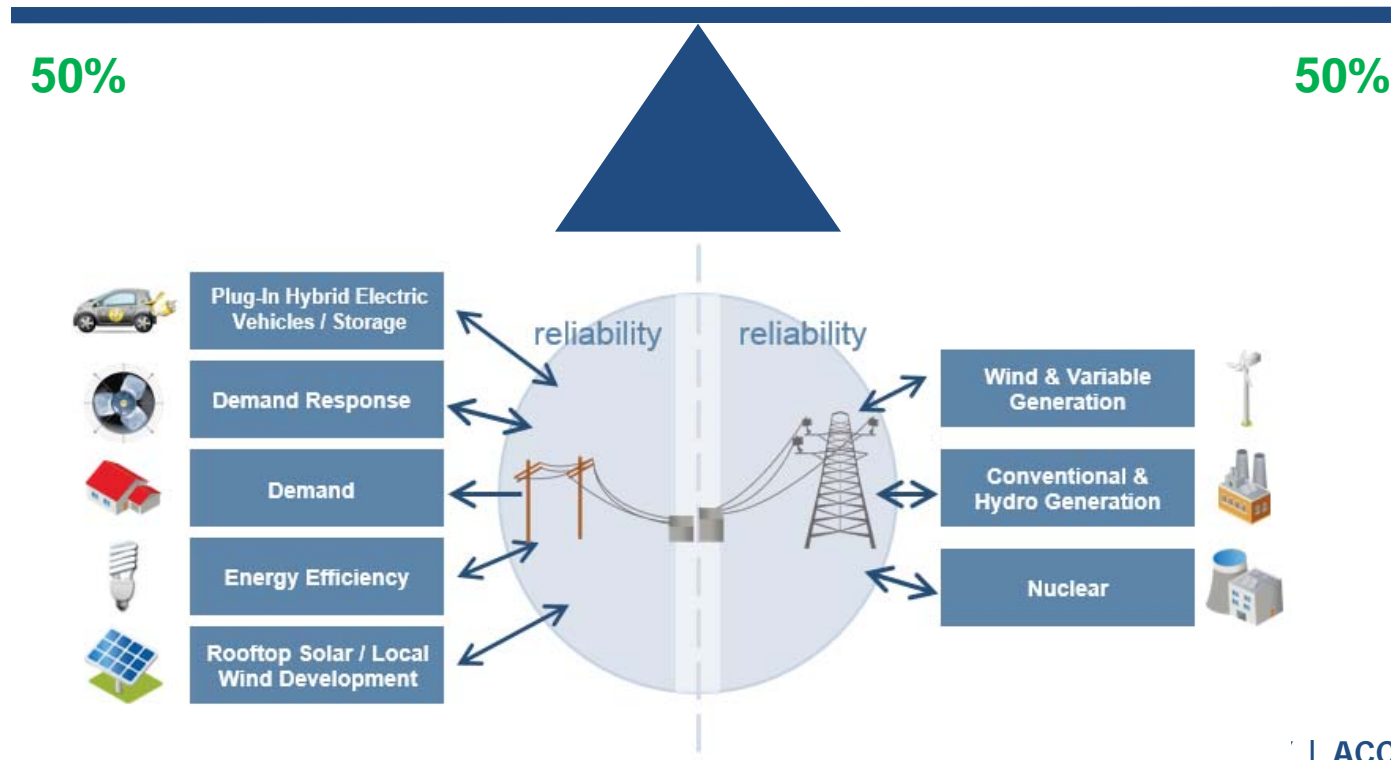 50%
50%
Plug-In Hybrid Electric
Vehicles / Storage
Demand Response
Demand
Energy Efficiency
Rooftop Solar / Local
Wind Development
reliability
reliability
Wind & Variable
Generation
Conventional &
Hydro Generation
Nuclear
| ACC